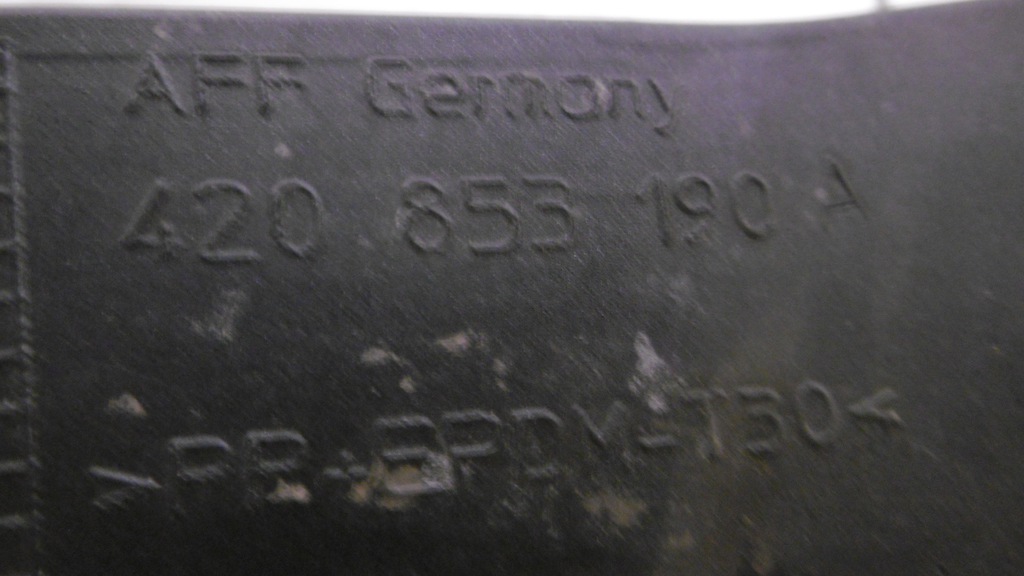 AFF Germany
420 853 190 A
>PP+EPDM-T30<